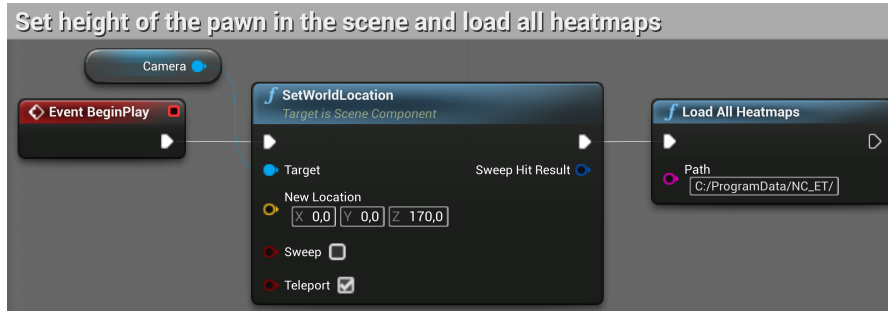 Set height of the pawn in the scene and load all heatmaps
Camera
Event BeginPlay
SetWorldLocation
Target is Scene Component
Target
Sweep Hit Result
New Location
X 0,0 Y 0,0 Z 170,0
Sweep
Teleport
Load All Heatmaps
Path
C:/ProgramData/NC_ET/